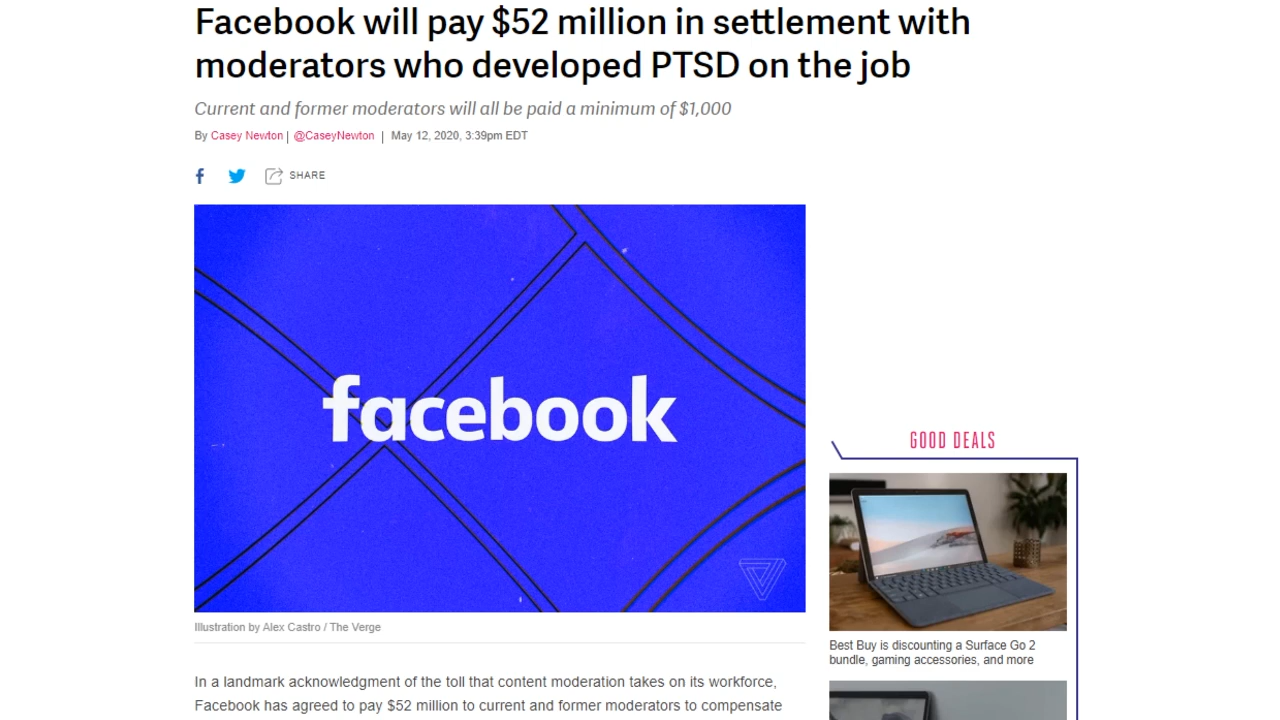 Facebook will pay $52 million in settlement with
moderators who developed PTSD on the job
Current and former moderators will all be paid a minimum of $1,000
By Casey Newton | @CaseyNewton | May 12, 2020, 3:39pm EDT
SHARE
facebook
Illustration by Alex Castro / The Verge
In a landmark acknowledgment of the toll that content moderation takes on its workforce,
Facebook has agreed to pay $52 million to current and former moderators to compensate
GOOD DEALS
Best Buy is discounting a Surface Go 2
bundle, gaming accessories, and more